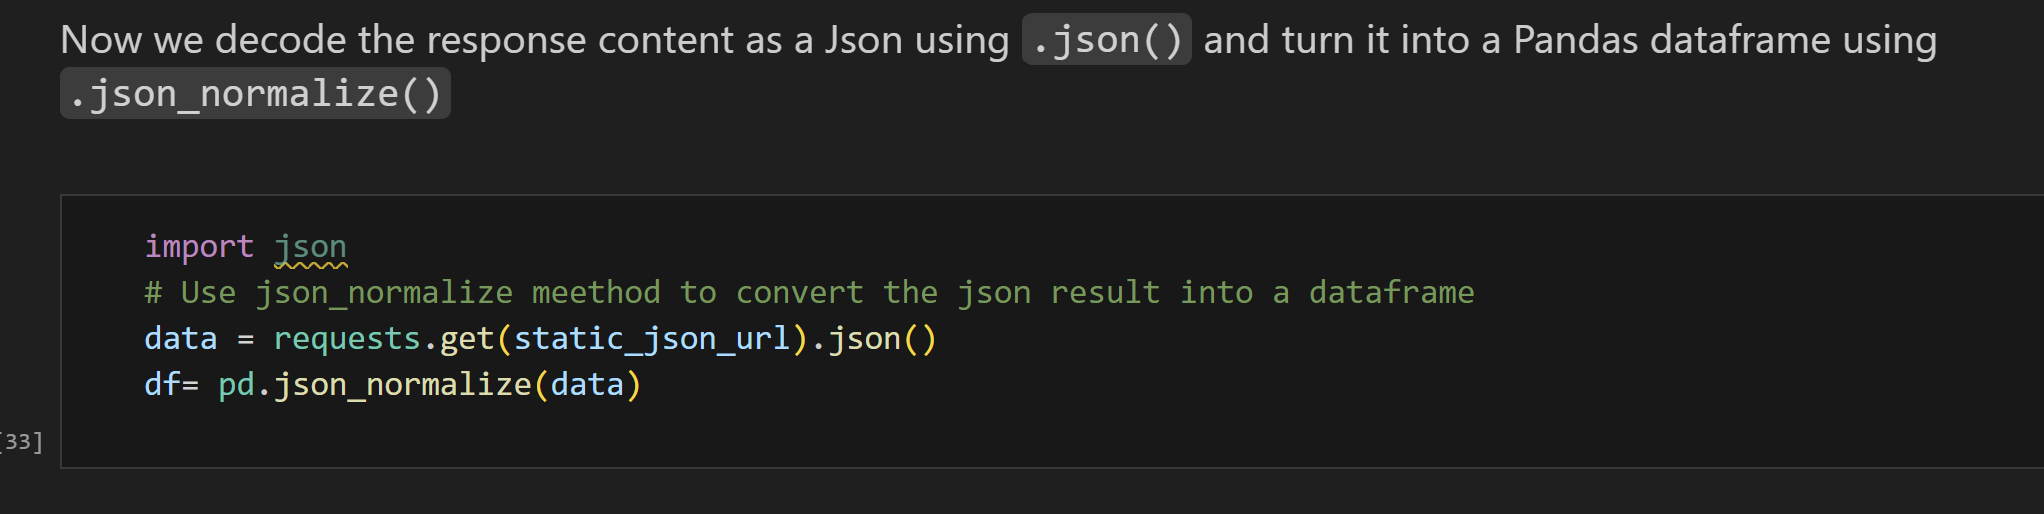 Now we decode the response content as a Json using .json() and turn it into a Pandas dataframe using
.json_normalize()
import json
# Use json_normalize meethod to convert the json result into a dataframe
data = requests.get(static_json_url).json()
df= pd.json_normalize(data)
[33]